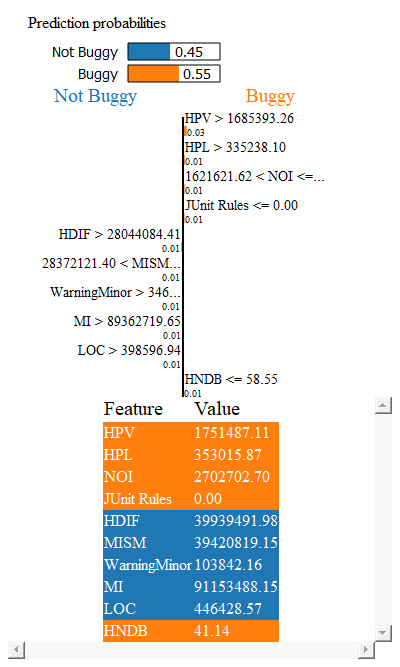 Prediction probabilities
Not Buggy 0.45
Buggy 0.55
Not Buggy Buggy
HPV > 1685393.26
0.03
HPL > 335238.10
0.01
1621621.62 < NOI <=...
0.01
JUnit Rules <= 0.00
0.01
HDIF > 28044084.41
0.01
28372121.40 < MISM...
0.01
WarningMinor > 346...
0.01
MI > 89362719.65
0.01
LOC > 398596.94
0.01
HNDB <= 58.55
0.01
Feature Value
HPV 1751487.11
HPL 353015.87
NOI 2702702.70
JUnit Rules 0.00
HDIF 39939491.98
MISM 39420819.15
WarningMinor 103842.16
MI 91153488.15
LOC 446428.57
HNDB 41.14